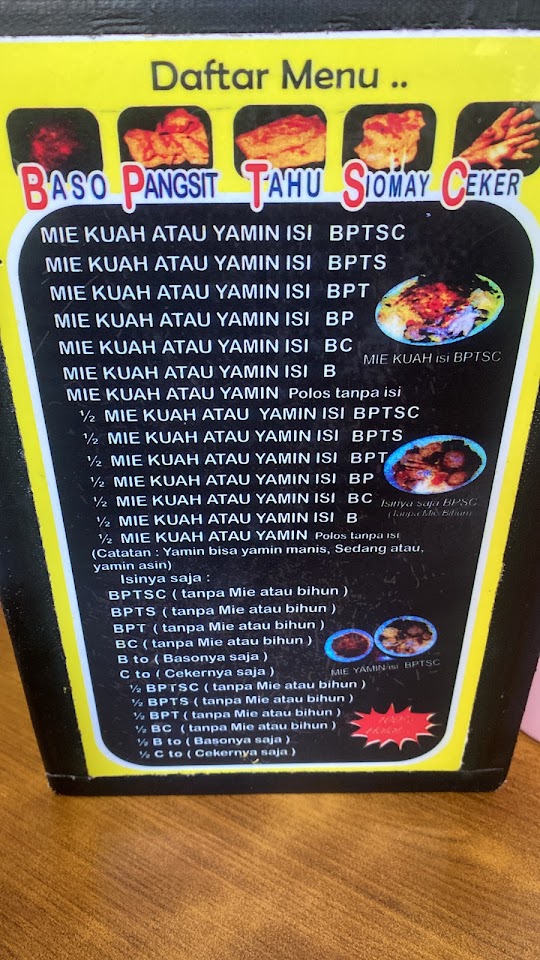 Daftar Menu ..
BASO PANGSIT TAHU SIOMAY CEKER
MIE KUAH ATAU YAMIN ISI BPTSC
MIE KUAH ATAU YAMIN ISI BPTS
MIE KUAH ATAU YAMIN ISI BPT
MIE KUAH ATAU YAMIN ISI BP
MIE KUAH ATAU YAMIN ISI BC
MIE KUAH isi BPTSC
MIE KUAH ATAU YAMIN ISI B
MIE KUAH ATAU YAMIN Polos tanpa isi
½ MIE KUAH ATAU YAMIN ISI BPTSC
½ MIE KUAH ATAU YAMIN ISI BPTS
½ MIE KUAH ATAU YAMIN ISI BPT
½ MIE KUAH ATAU YAMIN ISI BP
½ MIE KUAH ATAU YAMIN ISI BC
Isinya saja BPSC
(Tanpa Mie Bihun)
½ MIE KUAH ATAU YAMIN ISI B
½ MIE KUAH ATAU YAMIN Polos tanpa isi
(Catatan : Yamin bisa yamin manis, Sedang atau,
yamin asin)
Isinya saja :
BPTSC ( tanpa Mie atau bihun )
BPTS ( tanpa Mie atau bihun )
BPT ( tanpa Mie atau bihun )
BC ( tanpa Mie atau bihun )
B to ( Basonya saja )
C to ( Cekernya saja )
MIE YAMIN isi BPTSC
½ BPTSC ( tanpa Mie atau bihun )
½ BPTS ( tanpa Mie atau bihun )
½ BPT ( tanpa Mie atau bihun )
½ BC ( tanpa Mie atau bihun )
½ B to ( Basonya saja )
½ C to ( Cekernya saja )
100%
Halal